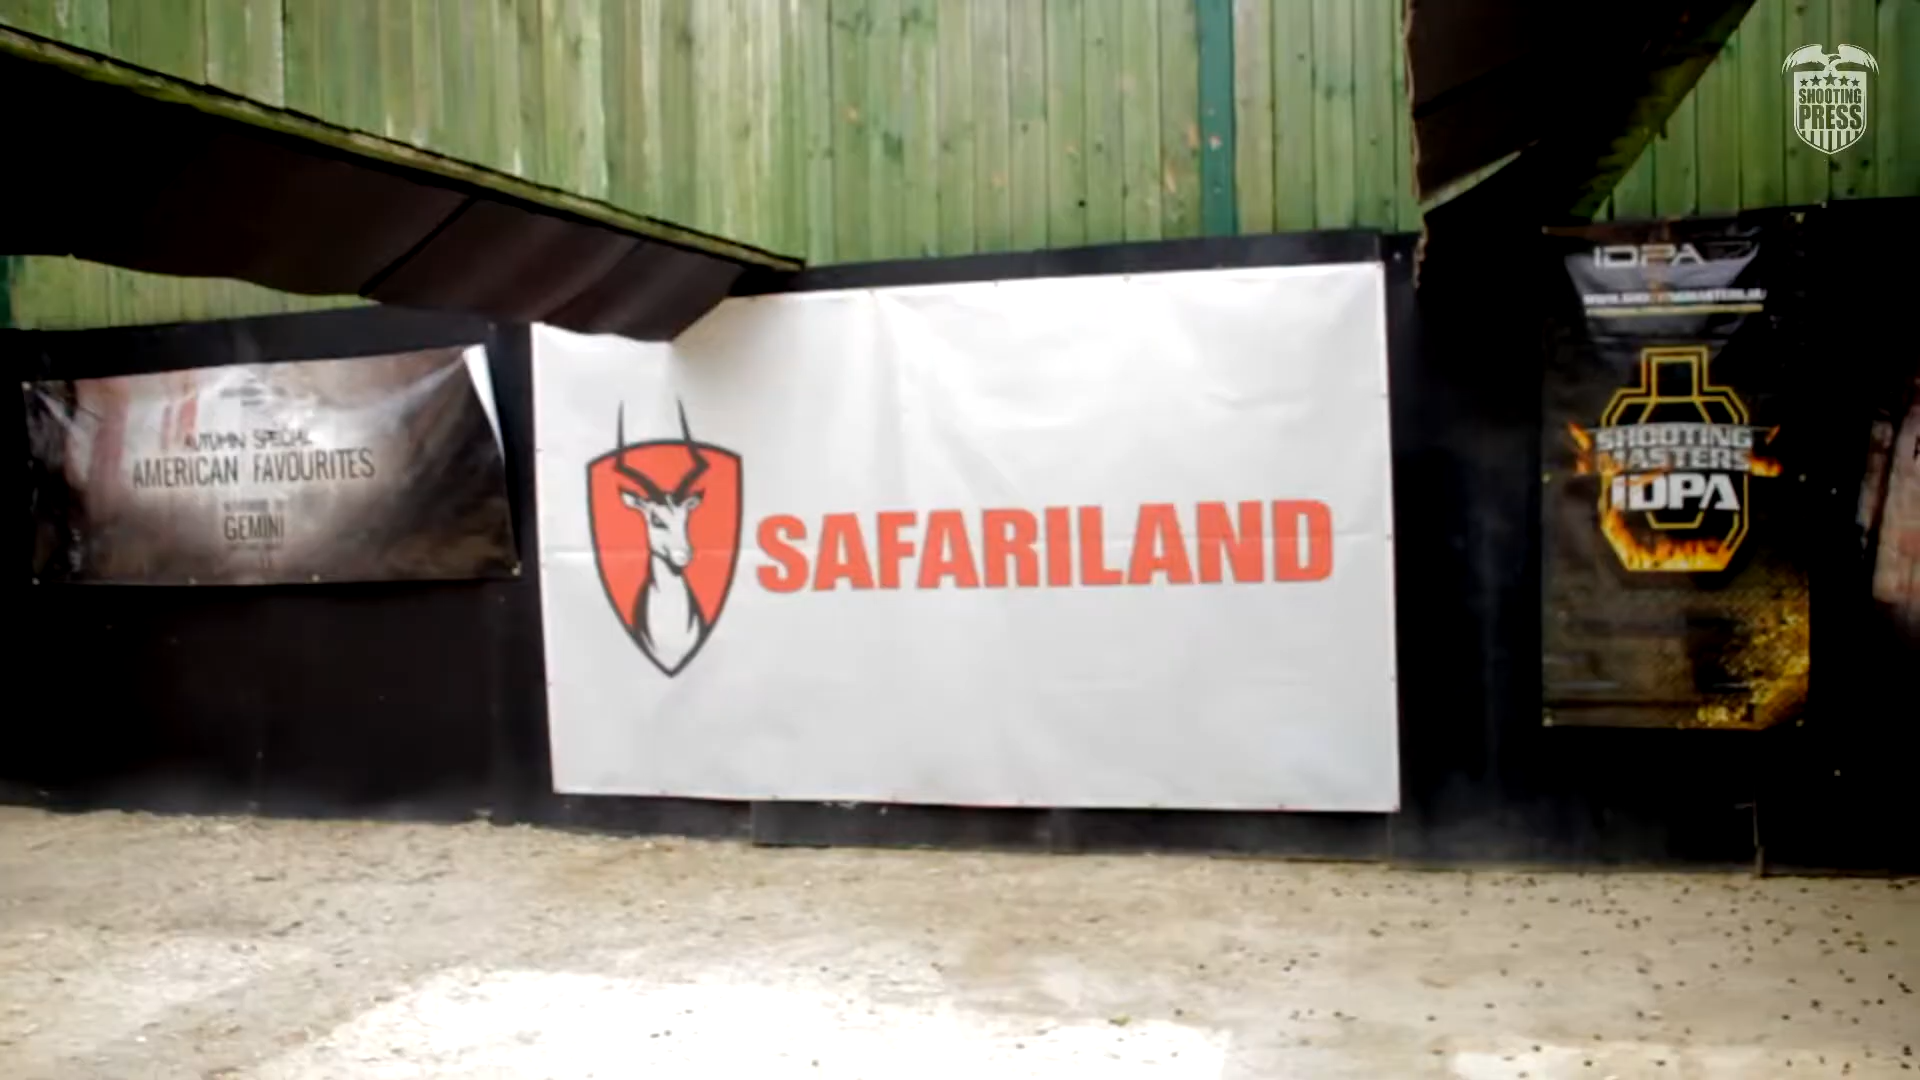 SHOOTING
PRESS
AUTUMN SPECIAL
AMERICAN FAVOURITES
GEMINI
SAFARILAND
IDPA
SHOOTING
MASTERS
IDPA